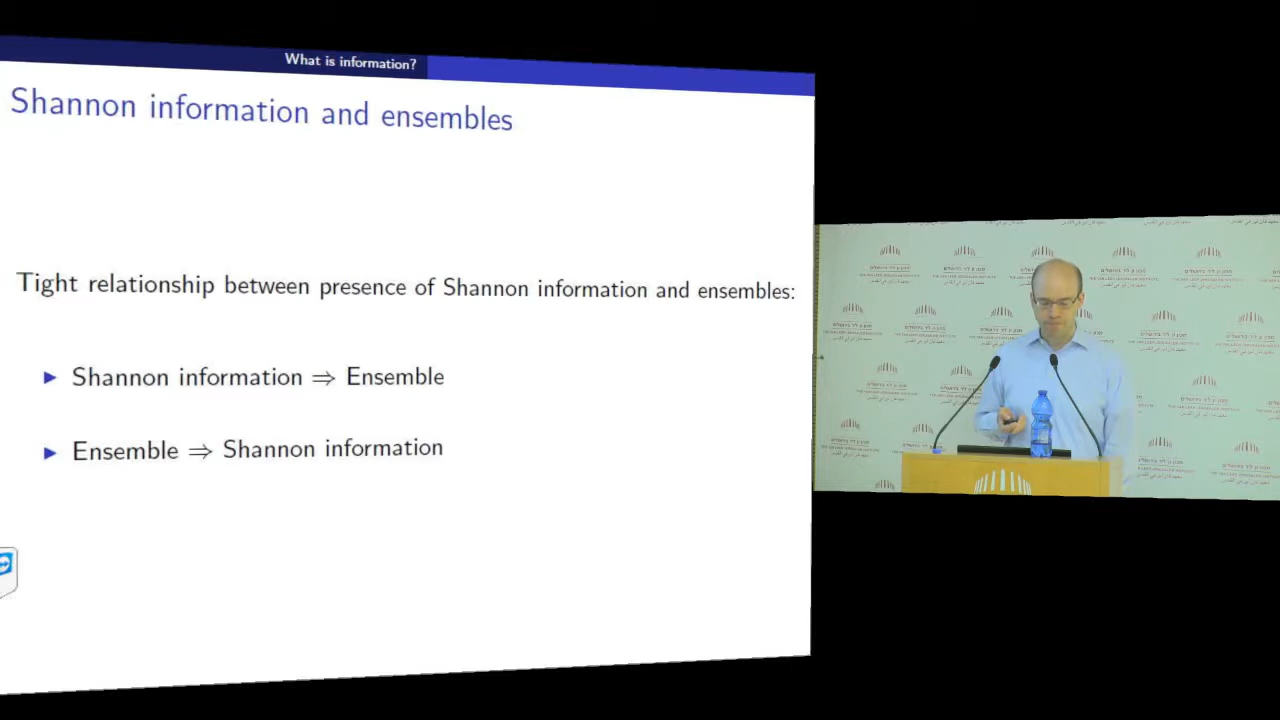 What is information?
Shannon information and ensembles
Tight relationship between presence of Shannon information and ensembles:
Shannon information ⇒ Ensemble
Ensemble ⇒ Shannon information